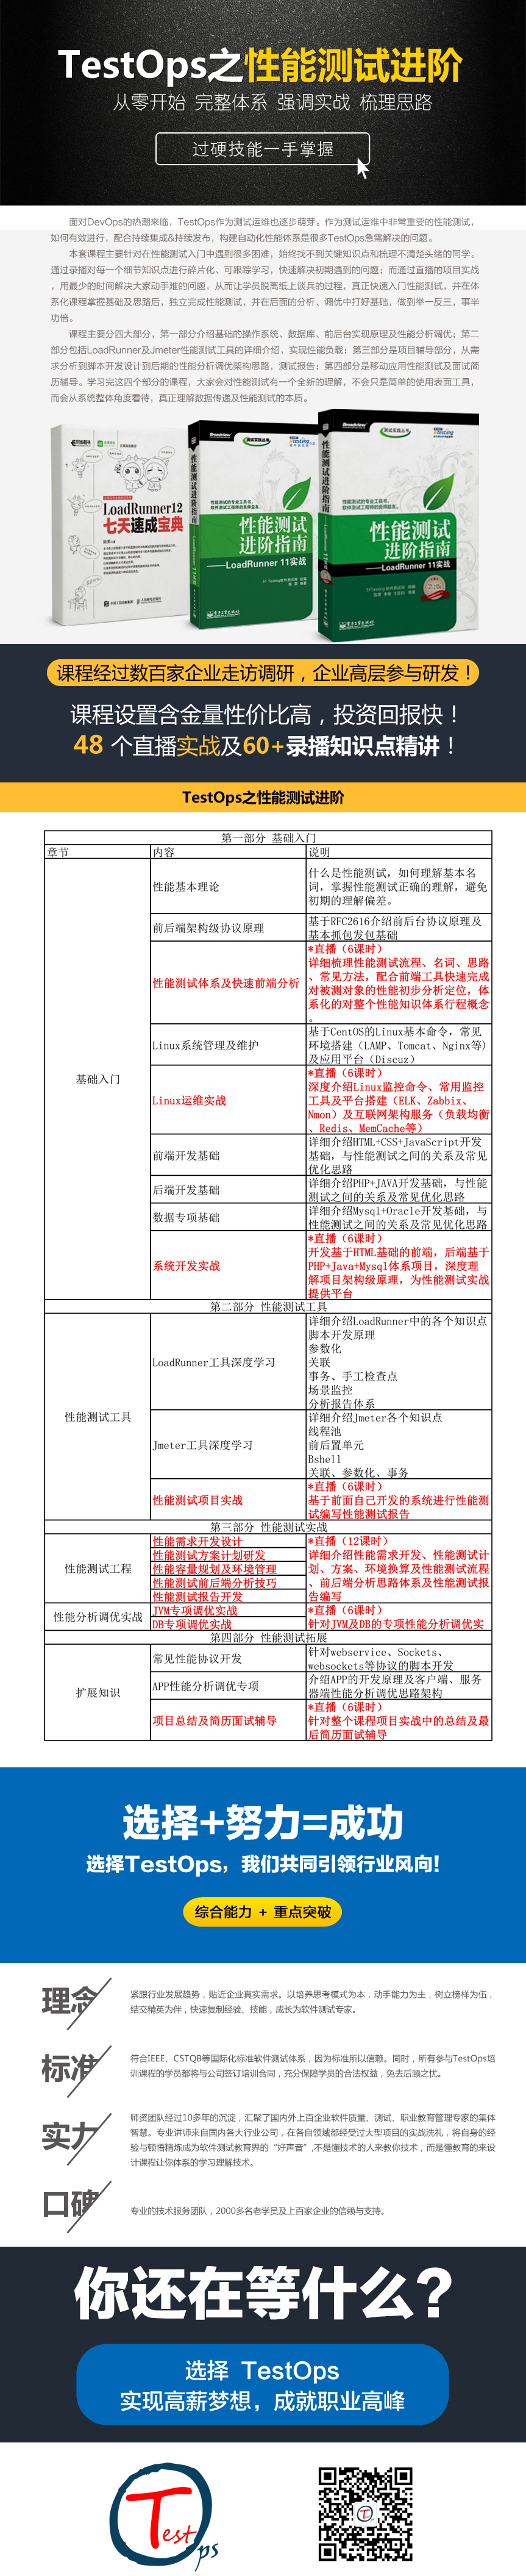 TestOps之性能测试进阶
从零开始 完整体系 强调实战 梳理思路
过硬技能一手掌握
面对DevOps的热潮来临，TestOps作为测试运维也逐步萌芽。作为测试运维中非常重要的性能测试，
如何有效进行，配合持续集成&持续发布，构建自动化性能体系是很多TestOps急需解决的问题。
本套课程主要针对在性能测试入门中遇到很多困难，始终找不到关键知识点和梳理不清楚头绪的同学。
通过录播对每一个细节知识点进行碎片化、可跟踪学习，快速解决初期遇到的问题；而通过直播的项目实战
，用最少的时间解决大家动手难的问题，从而让学员脱离纸上谈兵的过程，真正快速入门性能测试，并在体
系化课程掌握基础及思路后，独立完成性能测试，并在后面的分析、调优中打好基础，做到举一反三，事半
功倍。
课程主要分四大部分，第一部分介绍基础的操作系统、数据库、前后台实现原理及性能分析调优；第二
部分包括LoadRunner及Jmeter性能测试工具的详细介绍，实现性能负载；第三部分是项目辅导部分，从需
求分析到脚本开发设计到后期的性能分析调优架构思路，测试报告；第四部分是移动应用性能测试及面试简
历辅导。学习完这四个部分的课程，大家会对性能测试有一个全新的理解，不会只是简单的使用表面工具，
而会从系统整体角度看待，真正理解数据传递及性能测试的本质。
LoadRunner12
七天速成宝典
性能测试进阶指南
性能测试
进阶指南
——LoadRunner 11实战
性能测试进阶指南
性能测试
进阶指南
——LoadRunner 11实战
课程经过数百家企业走访调研，企业高层参与研发！
课程设置含金量性价比高，投资回报快！
48 个直播实战及60+录播知识点精讲！
TestOps之性能测试进阶
第一部分 基础入门
章节 内容 说明
基础入门
性能基本理论
什么是性能测试，如何理解基本名
词，掌握性能测试正确的理解，避免
初期的理解偏差。
前后端架构级协议原理
基于RFC2616介绍前后台协议原理及
基本抓包发包基础
性能测试体系及快速前端分析
*直播（6课时）
详细梳理性能测试流程、名词、思路
、常见方法，配合前端工具快速完成
对被测对象的性能初步分析定位，体
系化的对整个性能知识体系行程概念
。
Linux系统管理及维护
基于CentOS的Linux基本命令，常见
环境搭建（LAMP、Tomcat、Nginx等）
及应用平台（Discuz）
Linux运维实战
*直播（6课时）
深度介绍Linux监控命令、常用监控
工具及平台搭建（ELK、Zabbix、
Nmon）及互联网架构服务（负载均衡
、Redis、MemCache等）
前端开发基础
详细介绍HTML+CSS+JavaScript开发
基础，与性能测试之间的关系及常见
优化思路
后端开发基础
详细介绍PHP+JAVA开发基础，与性能
测试之间的关系及常见优化思路
数据专项基础
详细介绍Mysql+Oracle开发基础，与
性能测试之间的关系及常见优化思路
系统开发实战
*直播（6课时）
开发基于HTML基础的前端，后端基于
PHP+Java+Mysql体系项目，深度理
解项目架构级原理，为性能测试实战
提供平台
第二部分 性能测试工具
性能测试工具
LoadRunner工具深度学习
详细介绍LoadRunner中的各个知识点
脚本开发原理
参数化
关联
事务、手工检查点
场景监控
分析报告体系
Jmeter工具深度学习
详细介绍Jmeter各个知识点
线程池
前后置单元
Bshell
关联、参数化、事务
性能测试项目实战
*直播（6课时）
基于前面自己开发的系统进行性能测
试编写性能测试报告
第三部分 性能测试实战
性能测试工程
性能需求开发设计
性能测试方案计划研发
性能容量规划及环境管理
性能测试前后端分析技巧
性能测试报告开发
*直播（12课时）
详细介绍性能需求开发、性能测试计
划、方案、环境换算及性能测试流程
、前后端分析思路体系及性能测试报
告编写
性能分析调优实战
JVM专项调优实战
DB专项调优实战
*直播（6课时）
针对JVM及DB的专项性能分析调优实
第四部分 性能测试拓展
扩展知识
常见性能协议开发
针对webservice、Sockets、
websockets等协议的脚本开发
APP性能分析调优专项
介绍APP的开发原理及客户端、服务
器端性能分析调优思路架构
项目总结及简历面试辅导
*直播（6课时）
针对整个课程项目实战中的总结及最
后简历面试辅导
选择+努力=成功
选择TestOps，我们共同引领行业风向!
综合能力 + 重点突破
理念
紧跟行业发展趋势，贴近企业真实需求。以培养思考模式为本，动手能力为主，树立榜样为伍，
结交精英为伴，快速复制经验、技能，成长为软件测试专家。
标准
符合IEEE、CSTQB等国际化标准软件测试体系，因为标准所以信赖。同时，所有参与TestOps培
训课程的学员都将与公司签订培训合同，充分保障学员的合法权益，免去后顾之忧。
实力
师资团队经过10多年的沉淀，汇聚了国内外上百企业软件质量、测试、职业教育管理专家的集体
智慧。专业讲师来自国内各大行业公司，在各自领域都经受过大型项目的实战洗礼，将自身的经
验与顿悟精炼成为软件测试教育界的“好声音”,不是懂技术的人来教你技术，而是懂教育的来设
计课程让你体系的学习理解技术。
口碑
专业的技术服务团队，2000多名老学员及上百家企业的信赖与支持。
你还在等什么?
选择 TestOps
实现高薪梦想，成就职业高峰
TestOps